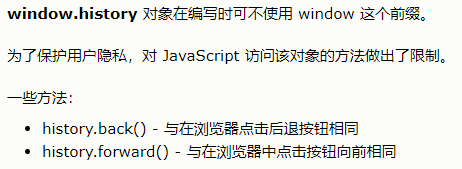 window.history 对象在编写时可不使用 window 这个前缀。
为了保护用户隐私，对 JavaScript 访问该对象的方法做出了限制。
一些方法：
• history.back() - 与在浏览器点击后退按钮相同
• history.forward() - 与在浏览器中点击按钮向前相同